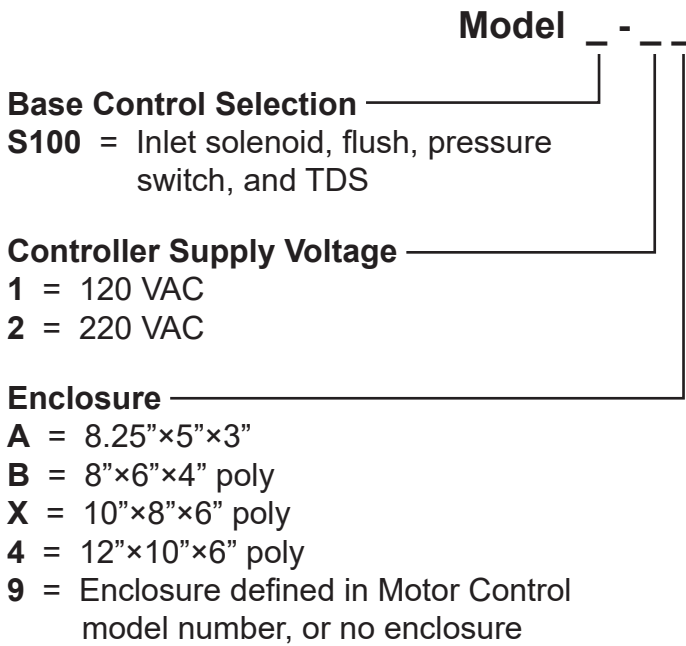 Model _ - _ _
Base Control Selection
S100 = Inlet solenoid, flush, pressure
switch, and TDS
Controller Supply Voltage
1 = 120 VAC
2 = 220 VAC
Enclosure
A = 8.25”×5”×3”
B = 8”×6”×4” poly
X = 10”×8”×6” poly
4 = 12”×10”×6” poly
9 = Enclosure defined in Motor Control
model number, or no enclosure